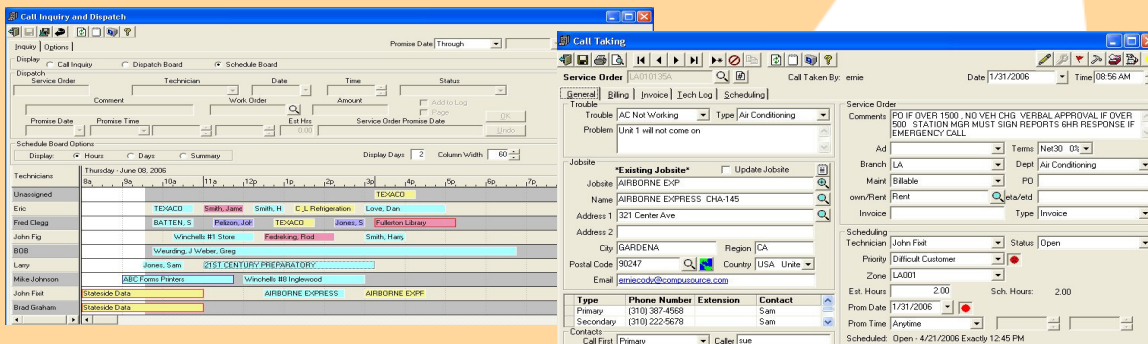 Call Inquiry and Dispatch
Inquiry Options
Promise Date Through
Display
Call Inquiry Dispatch Board Schedule Board
Dispatch
Service Order Technician Date Time Status
Comment Work Order Amount Add to Log
Page
OK
Promise Date Promise Time Est Hrs Service Order Promise Date
0.00 Undo
Schedule Board Options
Display: Hours Days Summary Display Days 2 Column Width 60
Technicians Thursday - June 08, 2006
8a 9a 10a 11a 12p 1p 2p 3p 4p 5p 6p 7p
Unassigned TEXACO
Eric TEXACO Smith, Jame Smith, H C_L Refrigeration Love, Dan
Fred Clegg BATTEN, S Pelizon, Joh TEXACO Jones, S Fullerton Library
John Fig Winchells #1 Store Fedrelking, Rod Smith, Harry
BOB Weurding, J Weber, Greg
Larry Jones, Sam 21ST CENTURY PREPARATORY
Mike Johnson ABC Forms Printers Winchells #8 Inglewood
John Fixit Stateside Data AIRBORNE EXPRESS AIRBORNE EXPF
Brad Graham Stateside Data
Call Taking
Service Order LA010135A Call Taken By: ernie Date 1/31/2006 Time 08:56 AM
General Billing Invoice Tech Log Scheduling
Trouble
Trouble AC Not Working Type Air Conditioning
Problem Unit 1 will not come on
Jobsite
*Existing Jobsite* Update Jobsite
Jobsite AIRBORNE EXP
Name AIRBORNE EXPRESS CHA-145
Address 1 321 Center Ave
Address 2
City GARDENA Region CA
Postal Code 90247 Country USA Unite
Email erniecody@compusource.com
Type Phone Number Extension Contact
Primary (310) 387-4568 Sam
Secondary (310) 222-5678 Sam
Contacts
Call First Primary Caller sue
Service Order
Comments PO IF OVER 1500 , NO VEH CHG. VERBAL APPROVAL IF OVER
500 STATION MGR MUST SIGN REPORTS 6HR RESPONSE IF
EMERGENCY CALL
Ad Terms Net30 0%
Branch LA Dept Air Conditioning
Maint Billable PO
own/Rent Rent eta/etd
Invoice Type Invoice
Scheduling
Technician John Fixit Status Open
Priority Difficult Customer
Zone LA001
Est. Hours 2.00 Sch. Hours: 2.00
Prom Date 1/31/2006
Prom Time Anytime
Scheduled: Open - 4/21/2006 Exactly 12:45 PM